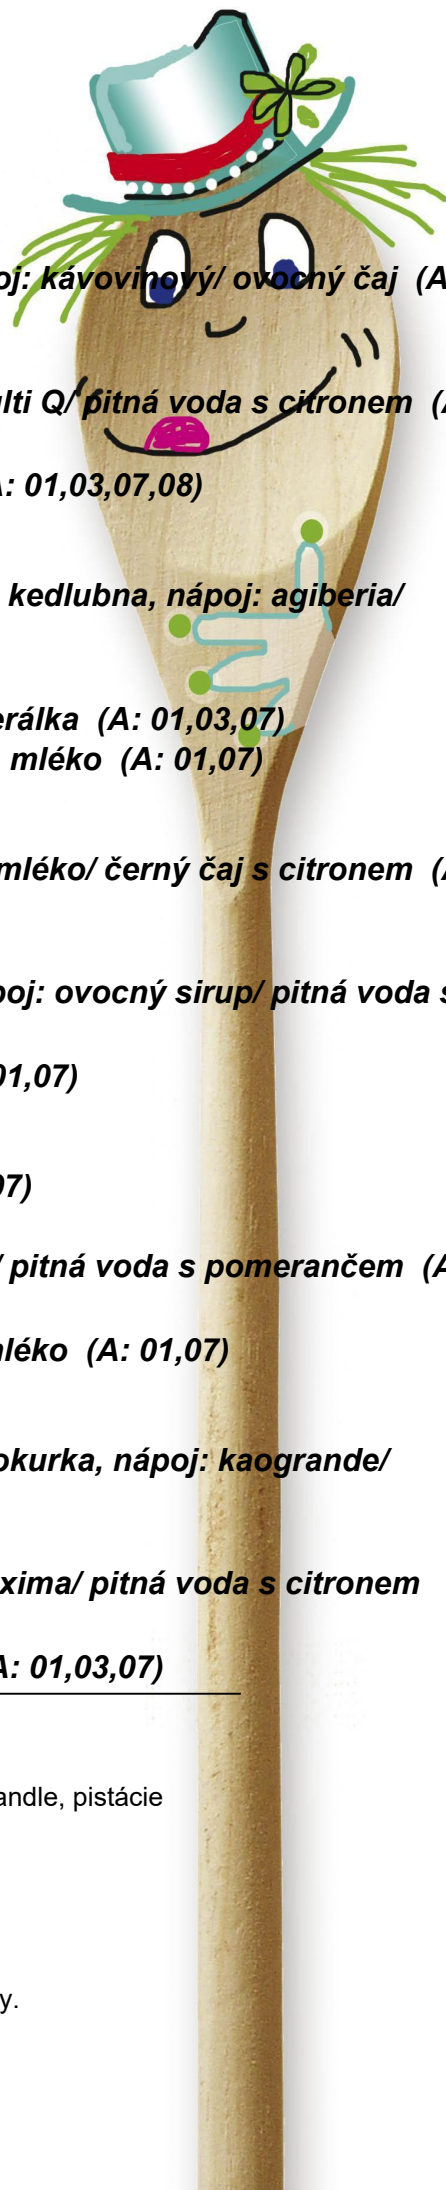 oj: kávovinový/ ovocný čaj (A
ulti Q/ pitná voda s citronem (A
A: 01,03,07,08)
kedlubna, nápoj: agiberia/
erálka (A: 01,03,07)
mléko (A: 01,07)
mléko/ černý čaj s citronem (A
poj: ovocný sirup/ pitná voda s
01,07)
07)
/ pitná voda s pomerančem (A
mléko (A: 01,07)
okurka, nápoj: kaogrande/
xima/ pitná voda s citronem
A: 01,03,07)
andle, pistácie
y.